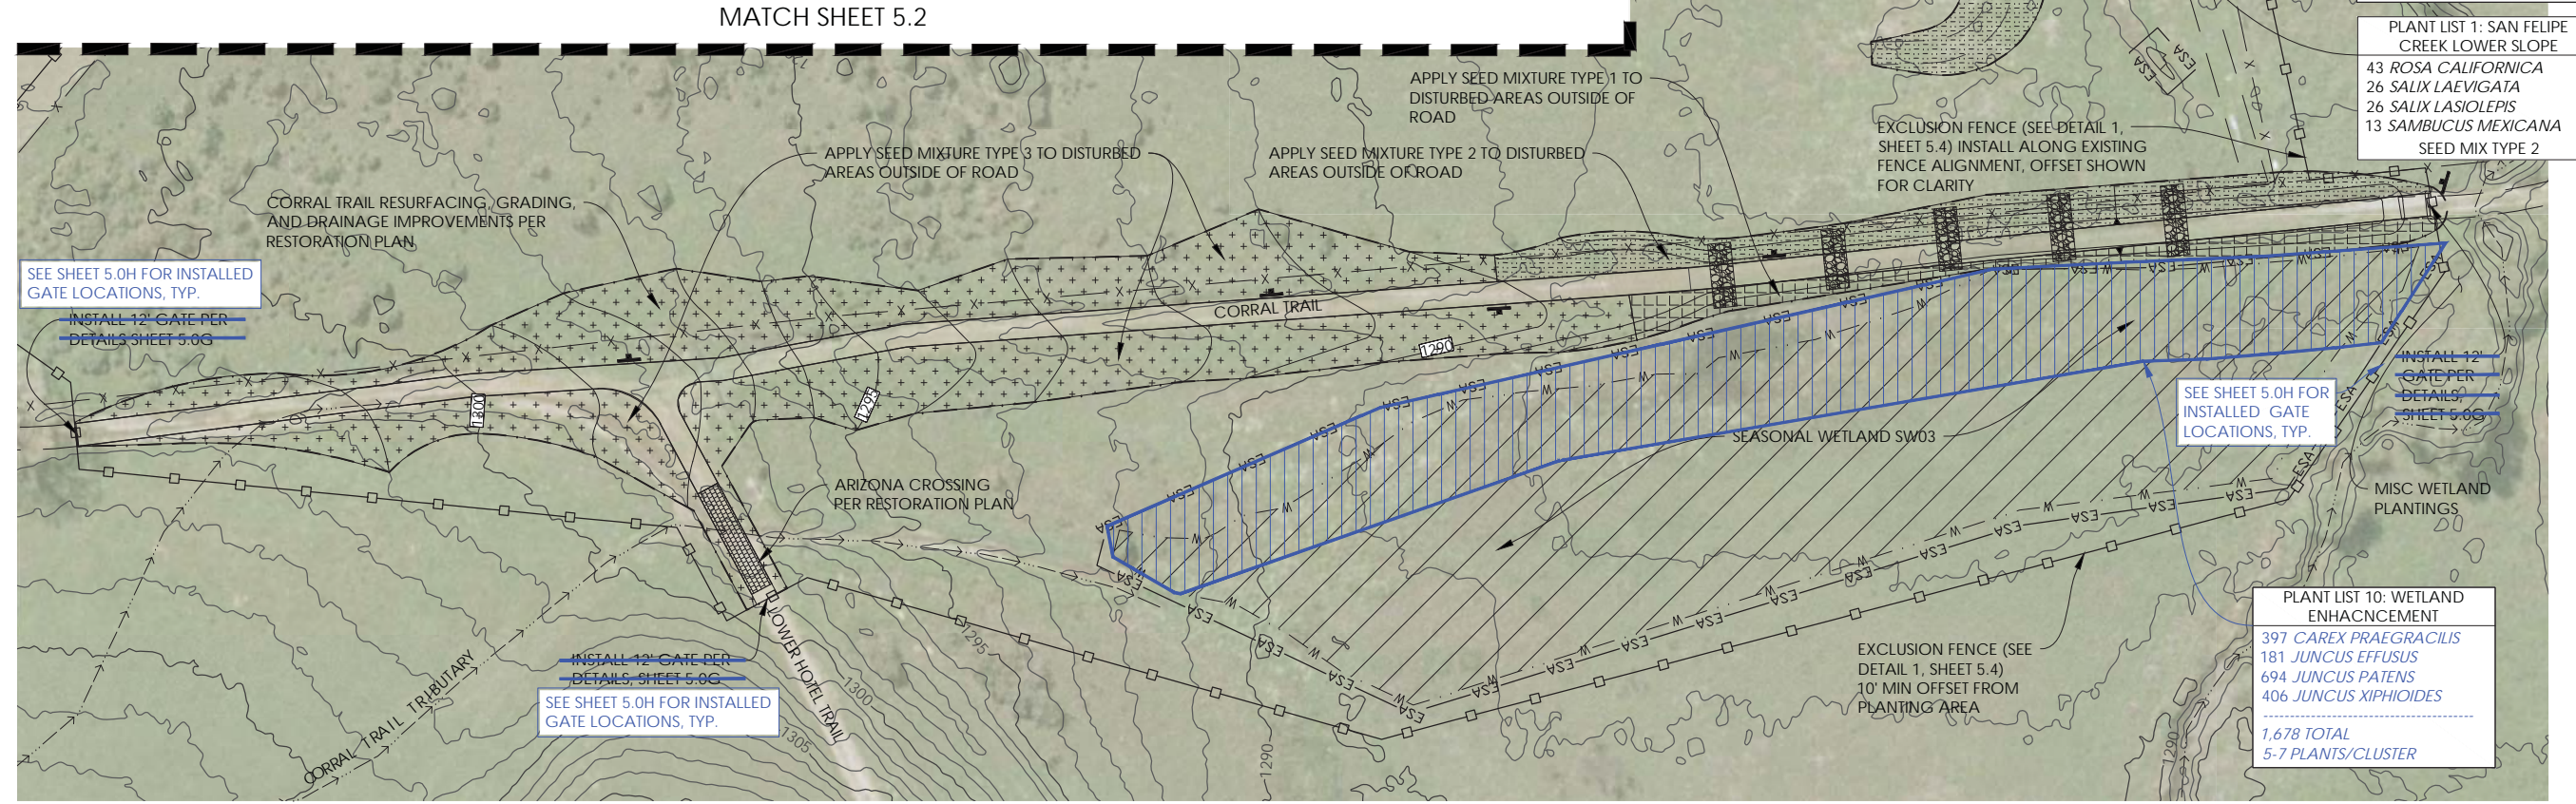 MATCH SHEET 5.2
PLANT LIST 1: SAN FELIPE
CREEK LOWER SLOPE
43 ROSA CALIFORNICA
26 SALIX LAEVIGATA
26 SALIX LASIOLEPIS
13 SAMBUCUS MEXICANA
SEED MIX TYPE 2
ESA
ESA
APPLY SEED MIXTURE TYPE 1 TO
DISTURBED AREAS OUTSIDE OF
ROAD
EXCLUSION FENCE (SEE DETAIL 1,
SHEET 5.4) INSTALL ALONG EXISTING
FENCE ALIGNMENT, OFFSET SHOWN
FOR CLARITY
APPLY SEED MIXTURE TYPE 3 TO DISTURBED
AREAS OUTSIDE OF ROAD
APPLY SEED MIXTURE TYPE 2 TO DISTURBED
AREAS OUTSIDE OF ROAD
CORRAL TRAIL RESURFACING, GRADING,
AND DRAINAGE IMPROVEMENTS PER
RESTORATION PLAN
SEE SHEET 5.0H FOR INSTALLED
GATE LOCATIONS, TYP.
INSTALL 12' GATE PER
DETAILS SHEET 5.0G
CORRAL TRAIL
1290
1300
1295
INSTALL 12'
GATE PER
DETAILS,
SHEET 5.0G
SEE SHEET 5.0H FOR
INSTALLED GATE
LOCATIONS, TYP.
SEASONAL WETLAND SW03
ARIZONA CROSSING
PER RESTORATION PLAN
MISC WETLAND
PLANTINGS
PLANT LIST 10: WETLAND
ENHACNCEMENT
397 CAREX PRAEGRACILIS
181 JUNCUS EFFUSUS
694 JUNCUS PATENS
406 JUNCUS XIPHIOIDES
1,678 TOTAL
5-7 PLANTS/CLUSTER
EXCLUSION FENCE (SEE
DETAIL 1, SHEET 5.4)
10' MIN OFFSET FROM
PLANTING AREA
INSTALL 12' GATE PER
DETAILS, SHEET 5.0G
SEE SHEET 5.0H FOR INSTALLED
GATE LOCATIONS, TYP.
LOWER HOTEL TRAIL
CORRAL TRAIL TRIBUTARY
1295
1300
1305
1290
1290